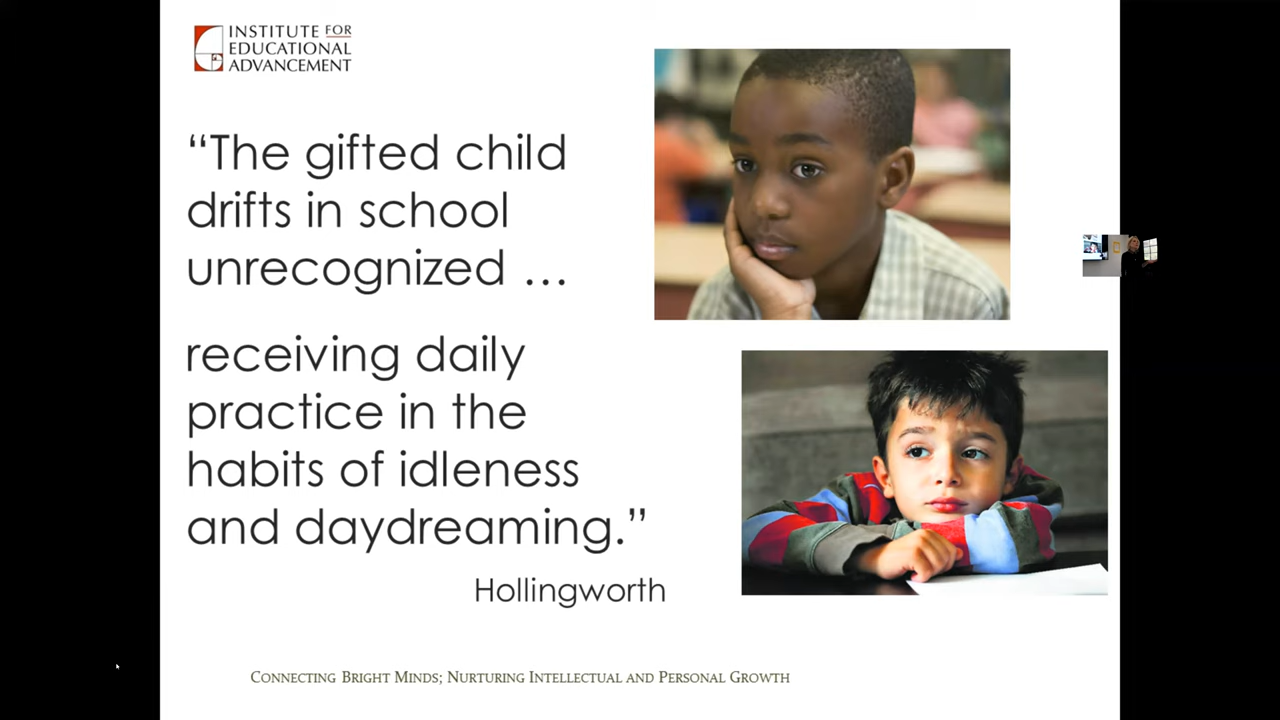 INSTITUTE FOR
EDUCATIONAL
ADVANCEMENT
“The gifted child
drifts in school
unrecognized …
receiving daily
practice in the
habits of idleness
and daydreaming.”
Hollingworth
CONNECTING BRIGHT MINDS; NURTURING INTELLECTUAL AND PERSONAL GROWTH